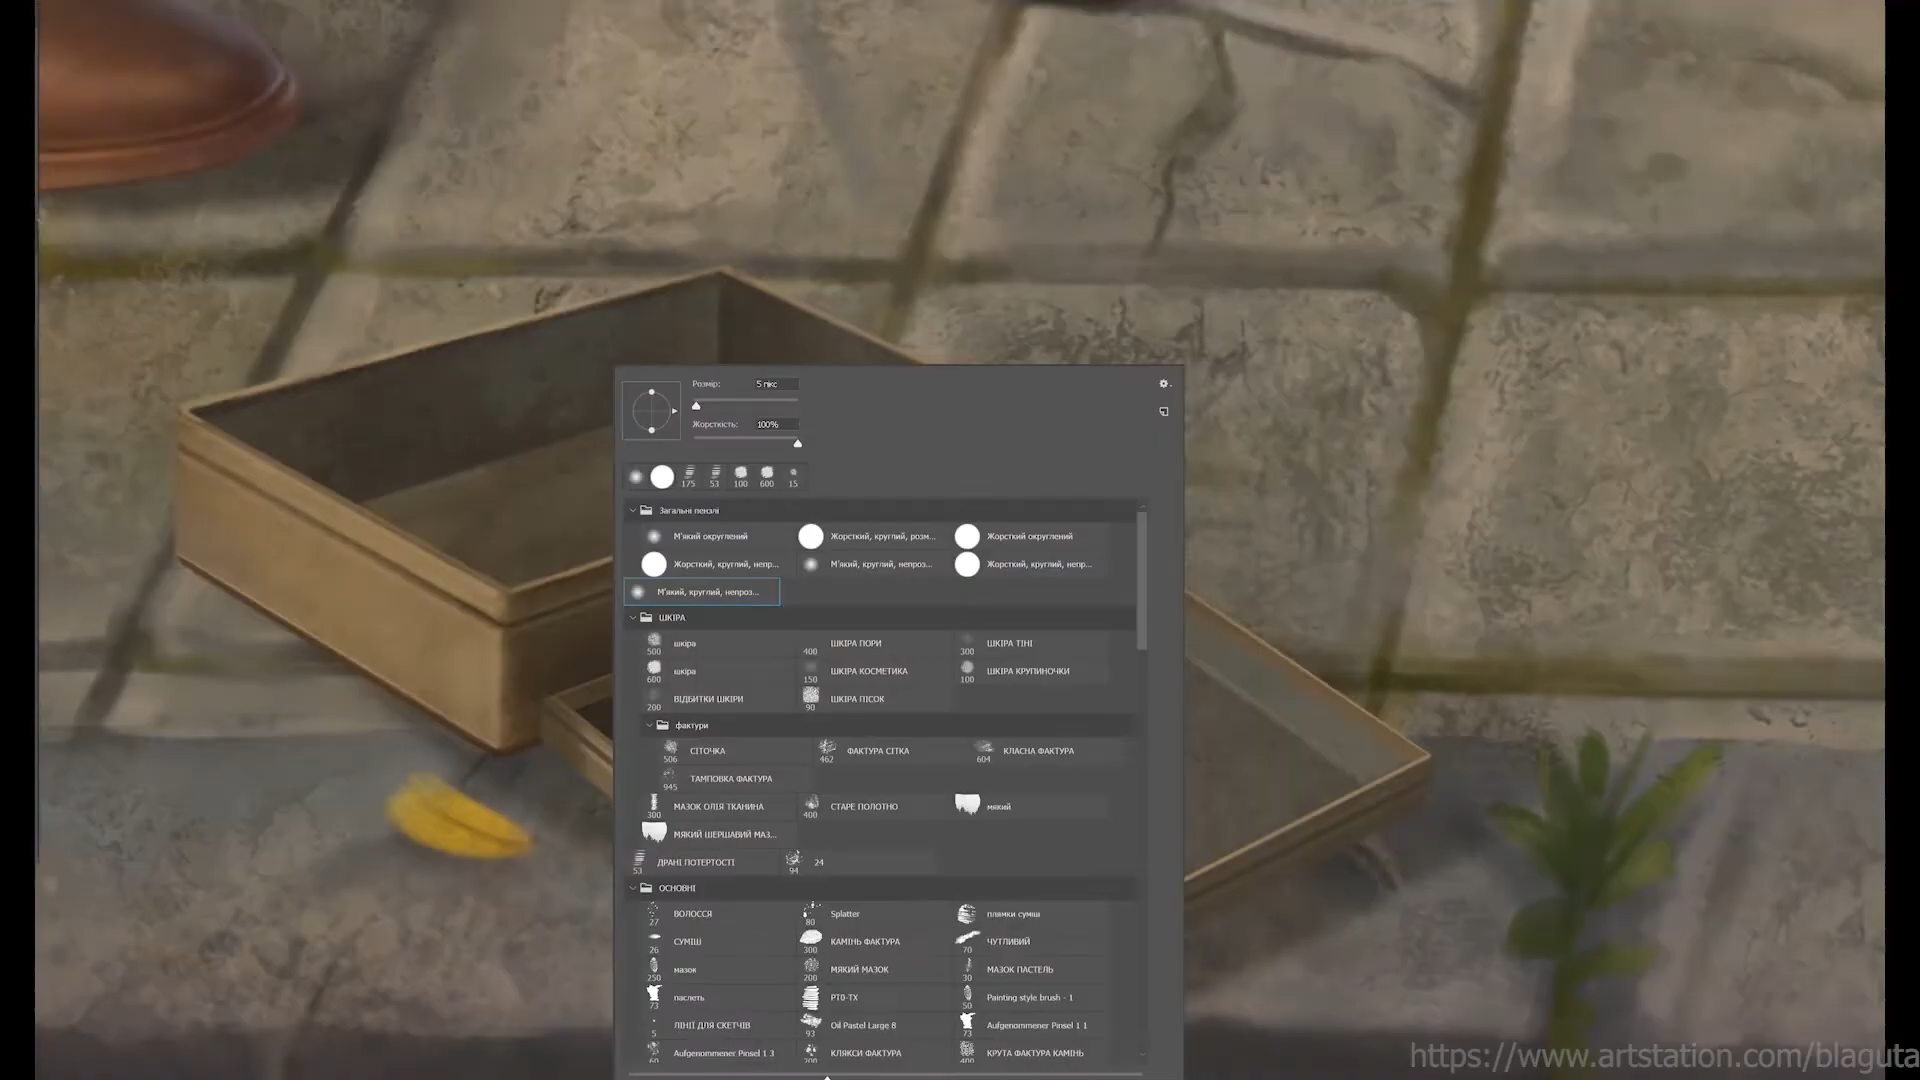 Розмір: 5 пікс
Жорсткість: 100%
175 53 100 600 15
Загальні пензлі
М'який округлений Жорсткий, круглий, розм... Жорсткий округлений
Жорсткий, круглий, непр... М'який, круглий, непроз... Жорсткий, круглий, непр...
М'який, круглий, непроз...
ШКІРА
500 шкіра 400 ШКІРА ПОРИ 300 ШКІРА ТІНІ
600 шкіра 150 ШКІРА КОСМЕТИКА 100 ШКІРА КРУПИНОЧКИ
200 ВІДБИТКИ ШКІРИ 90 ШКІРА ПІСОК
фактури
506 СІТОЧКА 462 ФАКТУРА СІТКА 604 КЛАСНА ФАКТУРА
945 ТАМПОВКА ФАКТУРА
300 МАЗОК ОЛІЯ ТКАНИНА 400 СТАРЕ ПОЛОТНО мякий
МЯКИЙ ШЕРШАВИЙ МАЗ...
53 ДРАНІ ПОТЕРТОСТІ 94 24
ОСНОВНІ
27 ВОЛОССЯ 80 Splatter плямки суміш
26 СУМІШ 300 КАМІНЬ ФАКТУРА 70 ЧУТЛИВИЙ
250 мазок 200 МЯКИЙ МАЗОК 30 МАЗОК ПАСТЕЛЬ
73 паслеть PTO-TX 50 Painting style brush - 1
5 ЛІНІЇ ДЛЯ СКЕТЧІВ 93 Oil Pastel Large 8 73 Aufgenommener Pinsel 1 1
60 Aufgenommener Pinsel 1 3 200 КЛЯКСИ ФАКТУРА 400 КРУТА ФАКТУРА КАМІНЬ
https://www.artstation.com/blaguta